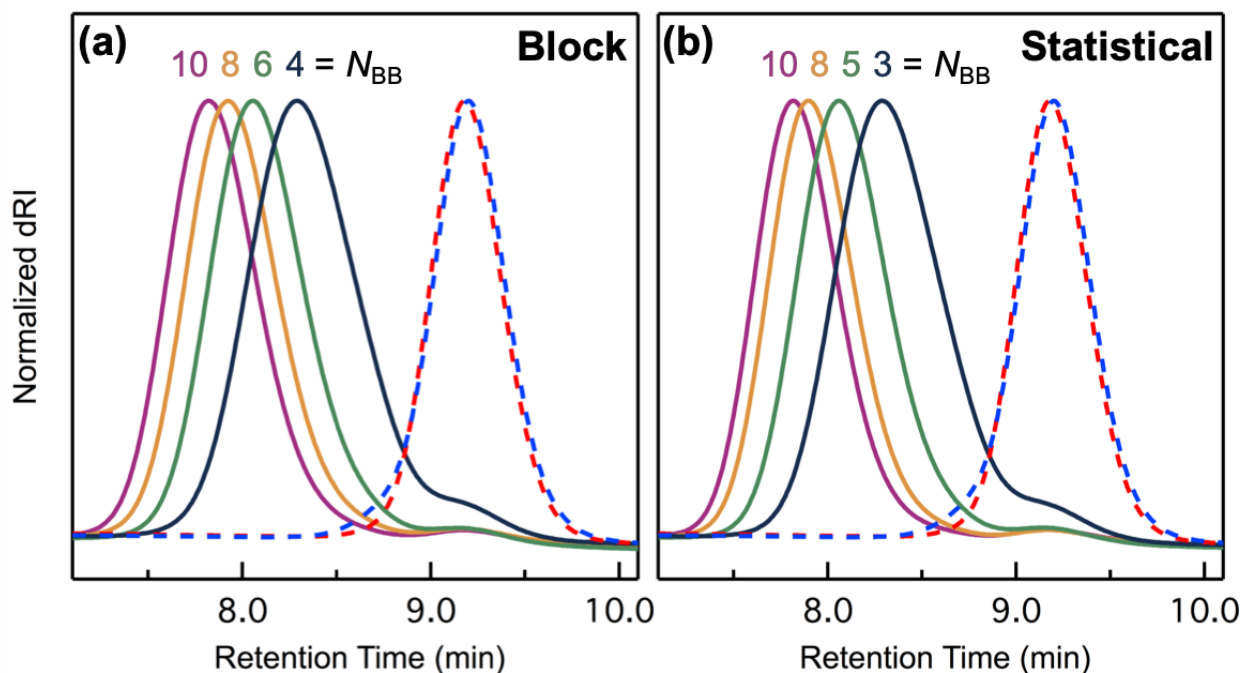 (a) Block
10 8 6 4 = NBB
(b) Statistical
10 8 5 3 = NBB
Normalized dRI
8.0 9.0 10.0
8.0 9.0 10.0
Retention Time (min)
Retention Time (min)